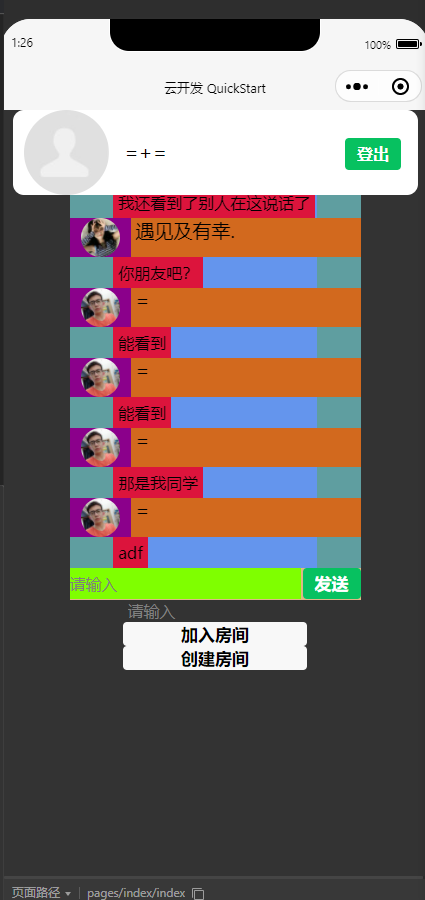 1:26
100%
云开发 QuickStart
=+=
登出
我还看到了别人在这说话了
遇见及有幸.
你朋友吧？
=
能看到
=
能看到
=
那是我同学
=
adf
请输入
发送
请输入
加入房间
创建房间
页面路径
pages/index/index